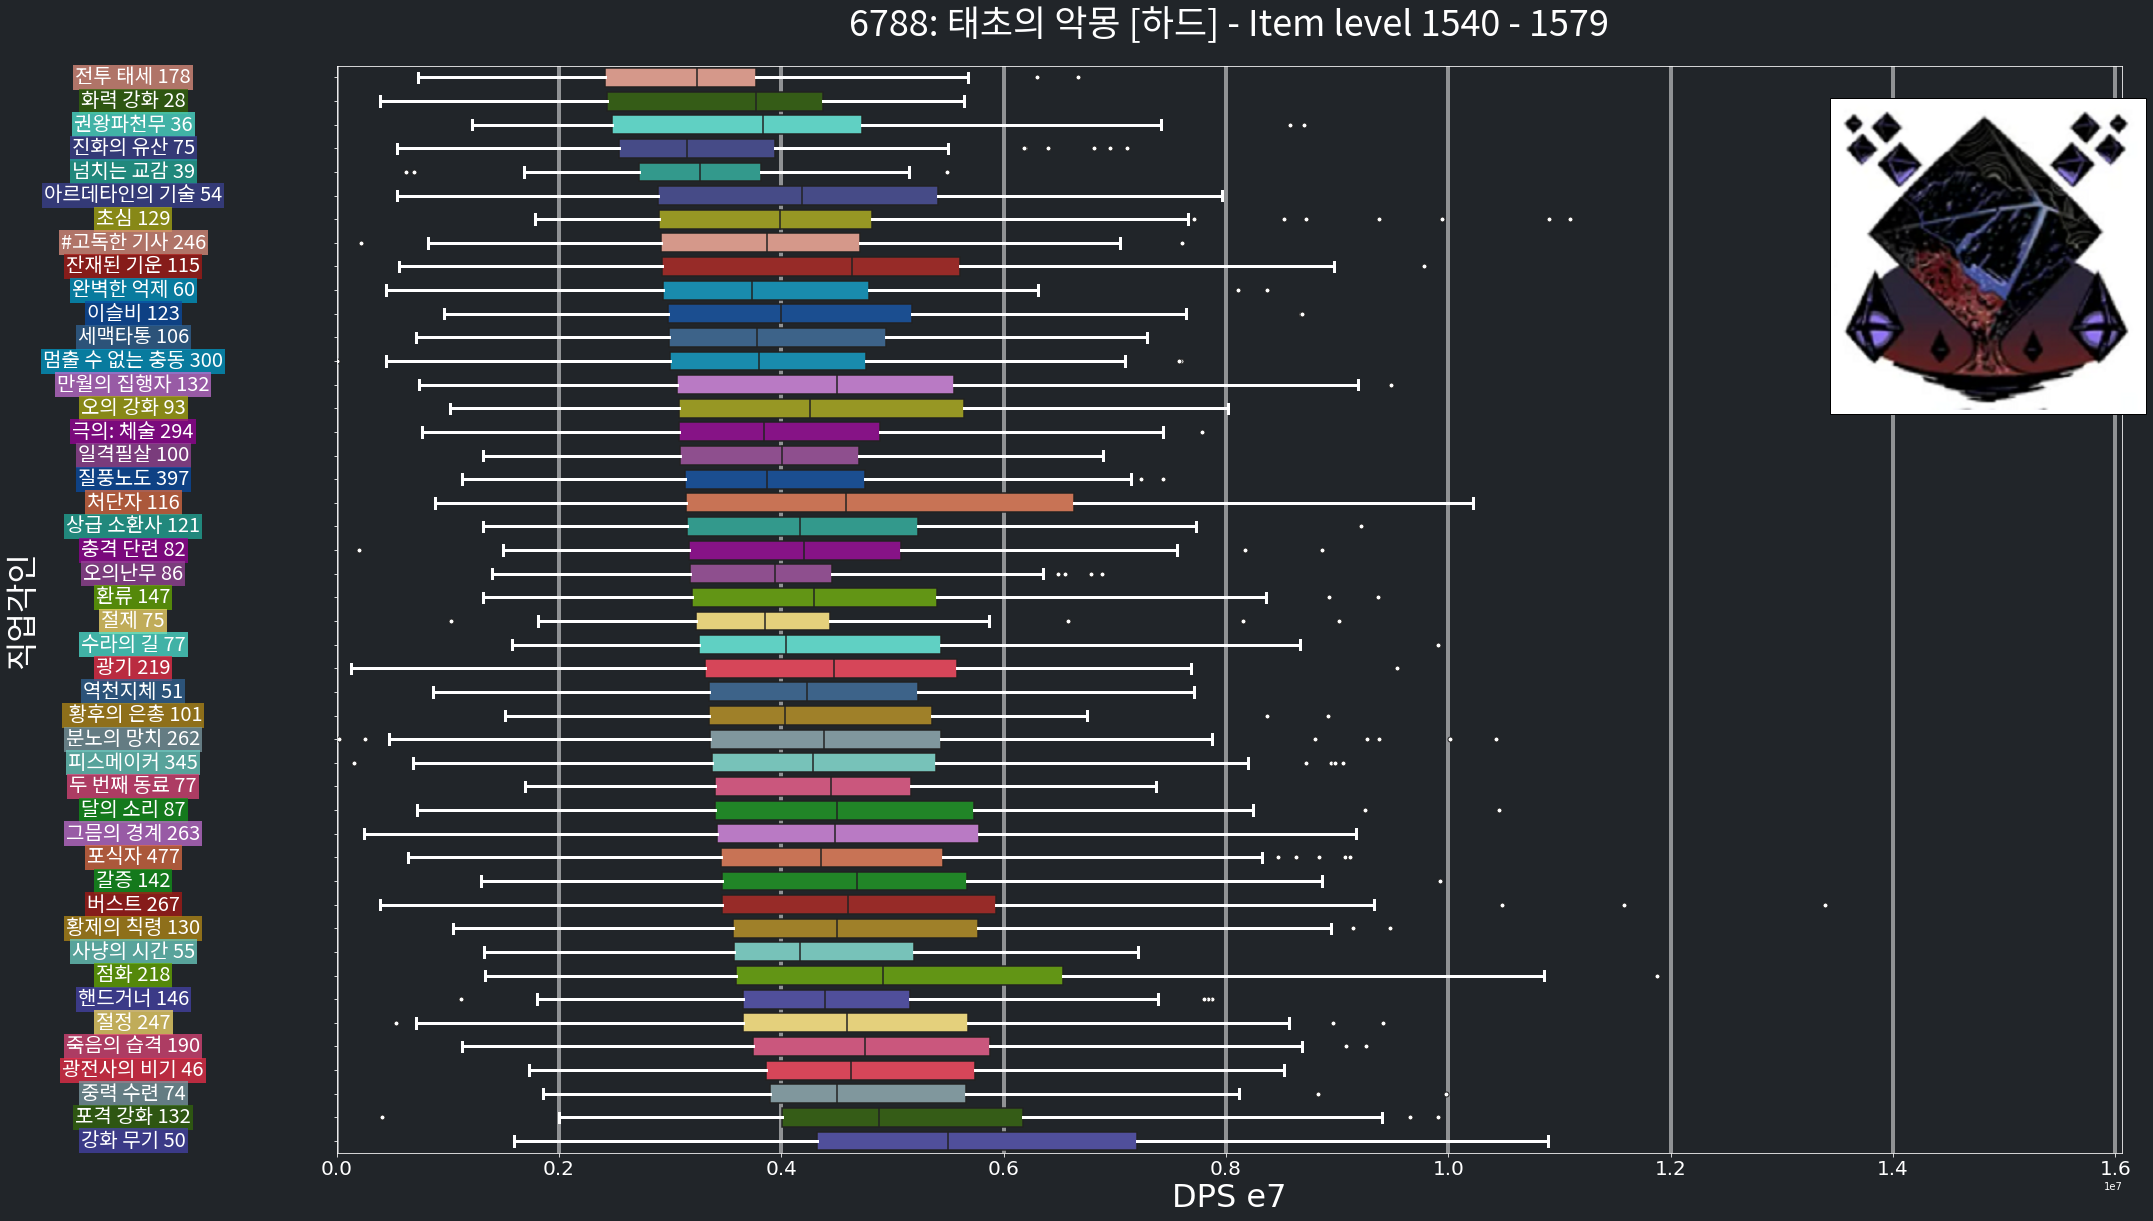 6788: 태초의 악몽 [하드] - Item level 1540 - 1579
전투 태세 178
화력 강화 28
권왕파천무 36
진화의 유산 75
넘치는 교감 39
아르데타인의 기술 54
초심 129
#고독한 기사 246
잔재된 기운 115
완벽한 억제 60
이슬비 123
세맥타통 106
멈출 수 없는 충동 300
만월의 집행자 132
오의 강화 93
극의: 체술 294
일격필살 100
질풍노도 397
처단자 116
상급 소환사 121
충격 단련 82
오의난무 86
환류 147
절제 75
수라의 길 77
광기 219
역천지체 51
황후의 은총 101
분노의 망치 262
피스메이커 345
두 번째 동료 77
달의 소리 87
그믐의 경계 263
포식자 477
갈증 142
버스트 267
황제의 칙령 130
사냥의 시간 55
점화 218
핸드거너 146
절정 247
죽음의 습격 190
광전사의 비기 46
중력 수련 74
포격 강화 132
강화 무기 50
직업각인
0.0 0.2 0.4 0.6 0.8 1.0 1.2 1.4 1.6
1e7
DPS e7